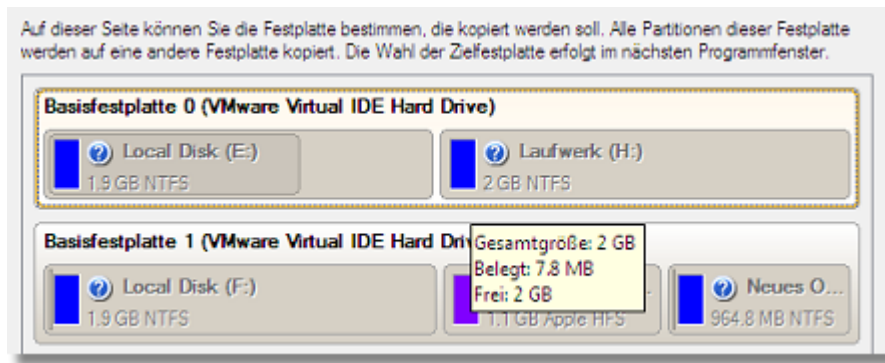 Auf dieser Seite können Sie die Festplatte bestimmen, die kopiert werden soll. Alle Partitionen dieser Festplatte
werden auf eine andere Festplatte kopiert. Die Wahl der Zielfestplatte erfolgt im nächsten Programmfenster.
Basisfestplatte 0 (VMware Virtual IDE Hard Drive)
Local Disk (E:)
1.9 GB NTFS
Laufwerk (H:)
2 GB NTFS
Basisfestplatte 1 (VMware Virtual IDE Hard
Gesamtgröße: 2 GB
Belegt: 7.8 MB
Frei: 2 GB
Local Disk (F:)
1.9 GB NTFS
1.1 GB Apple HFS
Neues O...
964.8 MB NTFS